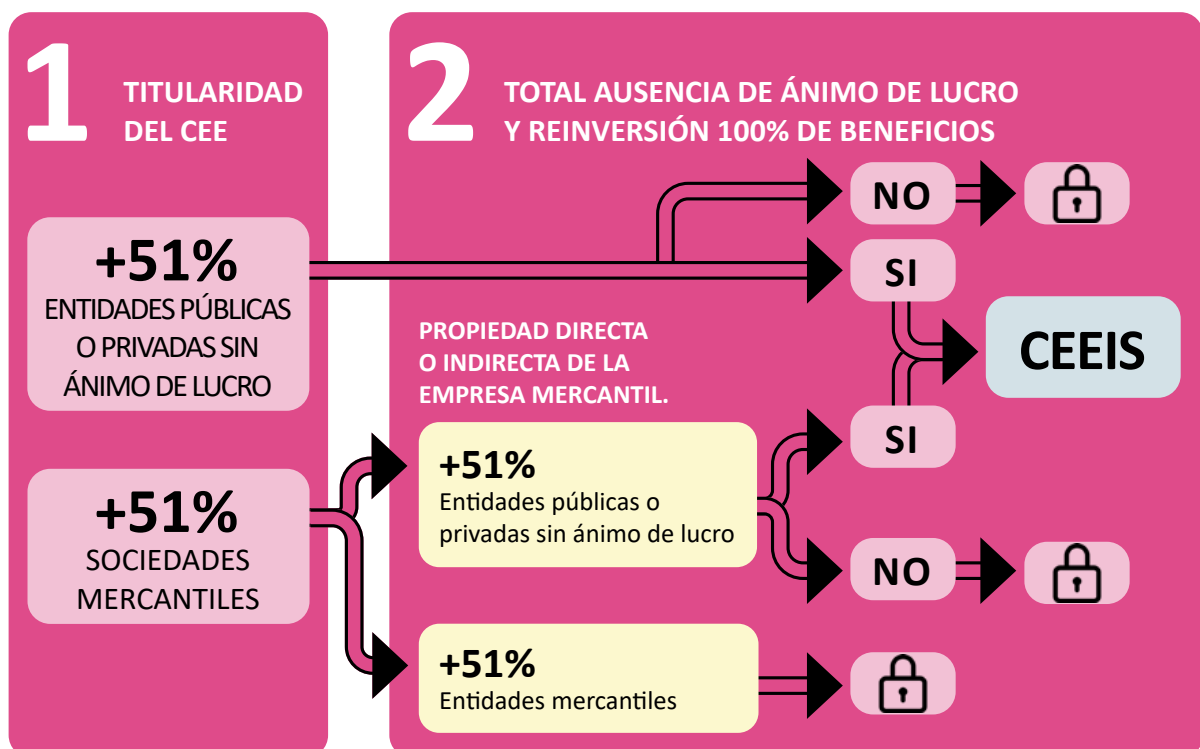 1
TITULARIDAD
DEL CEE
+51%
ENTIDADES PÚBLICAS
O PRIVADAS SIN
ÁNIMO DE LUCRO
+51%
SOCIEDADES
MERCANTILES
2
TOTAL AUSENCIA DE ÁNIMO DE LUCRO
Y REINVERSIÓN 100% DE BENEFICIOS
NO
SI
CEEIS
PROPIEDAD DIRECTA
O INDIRECTA DE LA
EMPRESA MERCANTIL.
+51%
Entidades públicas o
privadas sin ánimo de lucro
SI
NO
+51%
Entidades mercantiles